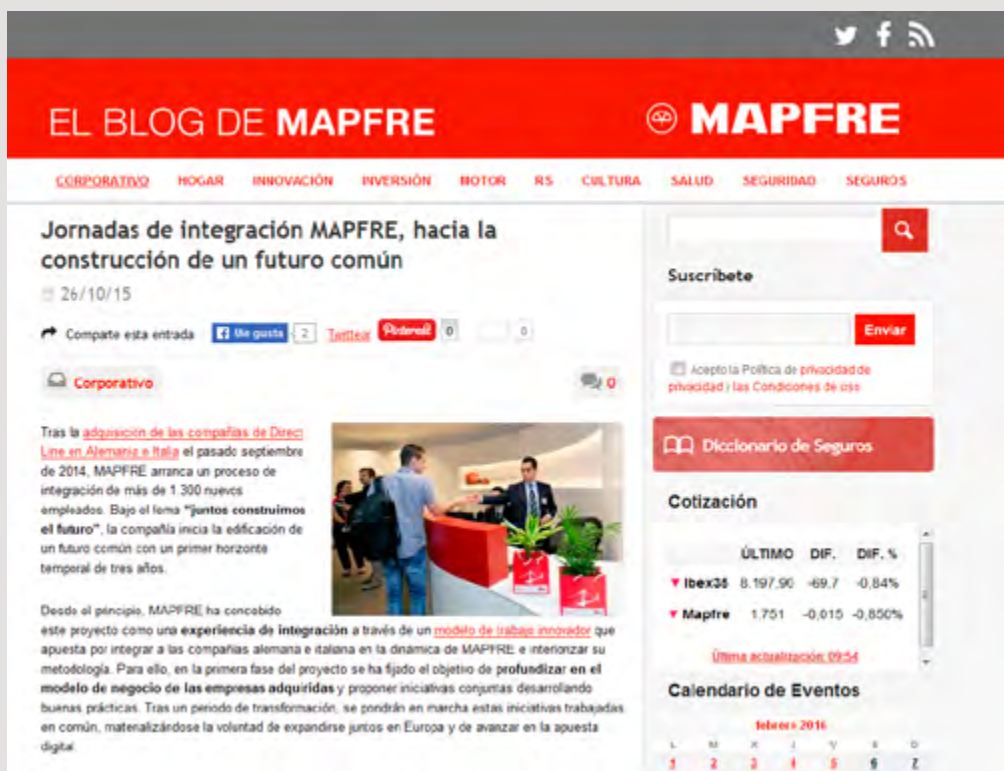 EL BLOG DE MAPFRE
MAPFRE
CORPORATIVO HOGAR INNOVACIÓN INVERSIÓN MOTOR RS CULTURA SALUD SEGURIDAD SEGUROS
Jornadas de integración MAPFRE, hacia la
construcción de un futuro común
26/10/15
Comparte esta entrada Me gusta 2 Twittear Pinterest 0 0
Corporativo 0
Tras la adquisición de las compañías de Direct
Line en Alemania e Italia el pasado septiembre
de 2014, MAPFRE arranca un proceso de
integración de más de 1.300 nuevos
empleados. Bajo el lema "juntos construimos
el futuro", la compañía inicia la edificación de
un futuro común con un primer horizonte
temporal de tres años.
Desde el principio, MAPFRE ha concebido
este proyecto como una experiencia de integración a través de un modelo de trabajo innovador que
apuesta por integrar a las compañías alemana e italiana en la dinámica de MAPFRE e interiorizar su
metodología. Para ello, en la primera fase del proyecto se ha fijado el objetivo de profundizar en el
modelo de negocio de las empresas adquiridas y proponer iniciativas conjuntas desarrollando
buenas prácticas. Tras un periodo de transformación, se pondrán en marcha estas iniciativas trabajadas
en común, materializándose la voluntad de expandirse juntos en Europa y de avanzar en la apuesta
digital.
Suscríbete
Enviar
Acepto la Política de privacidad de
privacidad y las Condiciones de uso
Diccionario de Seguros
Cotización
ÚLTIMO DIF. DIF. %
Ibex35 8.197,90 -69,7 -0,84%
Mapfre 1.751 -0,015 -0,850%
Última actualización: 09:54
Calendario de Eventos
febrero 2016
L M X J V S D
1 2 3 4 5 6 7